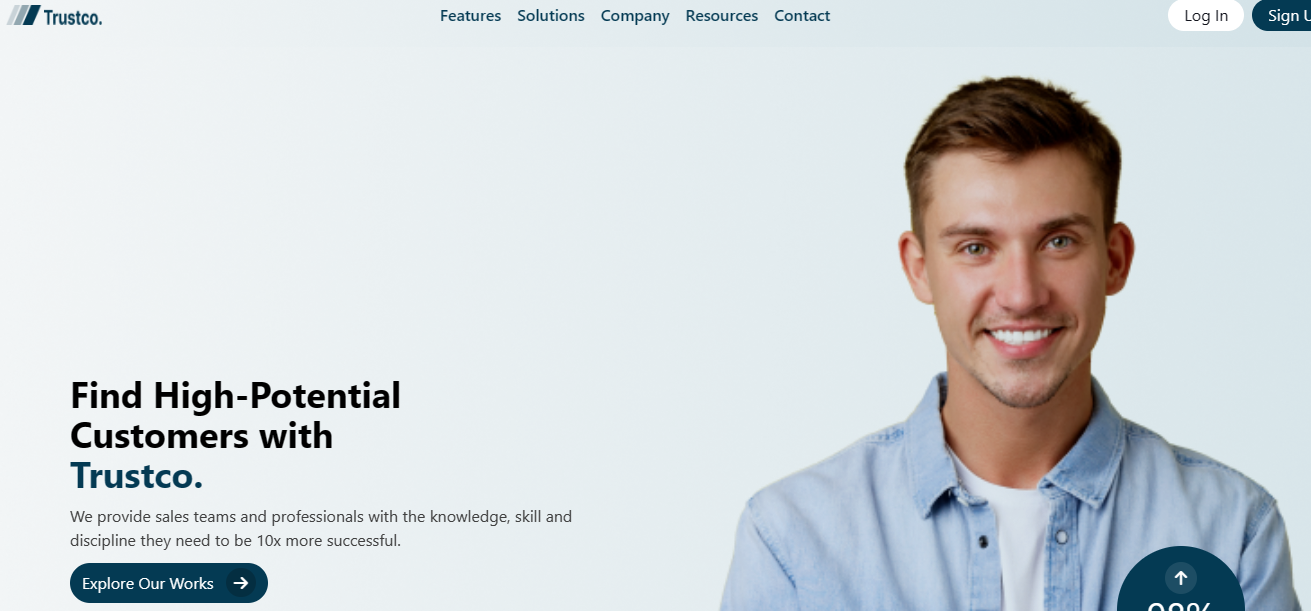 Trustco.
Features Solutions Company Resources Contact
Log In
Sign
Find High-Potential
Customers with
Trustco.
We provide sales teams and professionals with the knowledge, skill and
discipline they need to be 10x more successful.
Explore Our Works